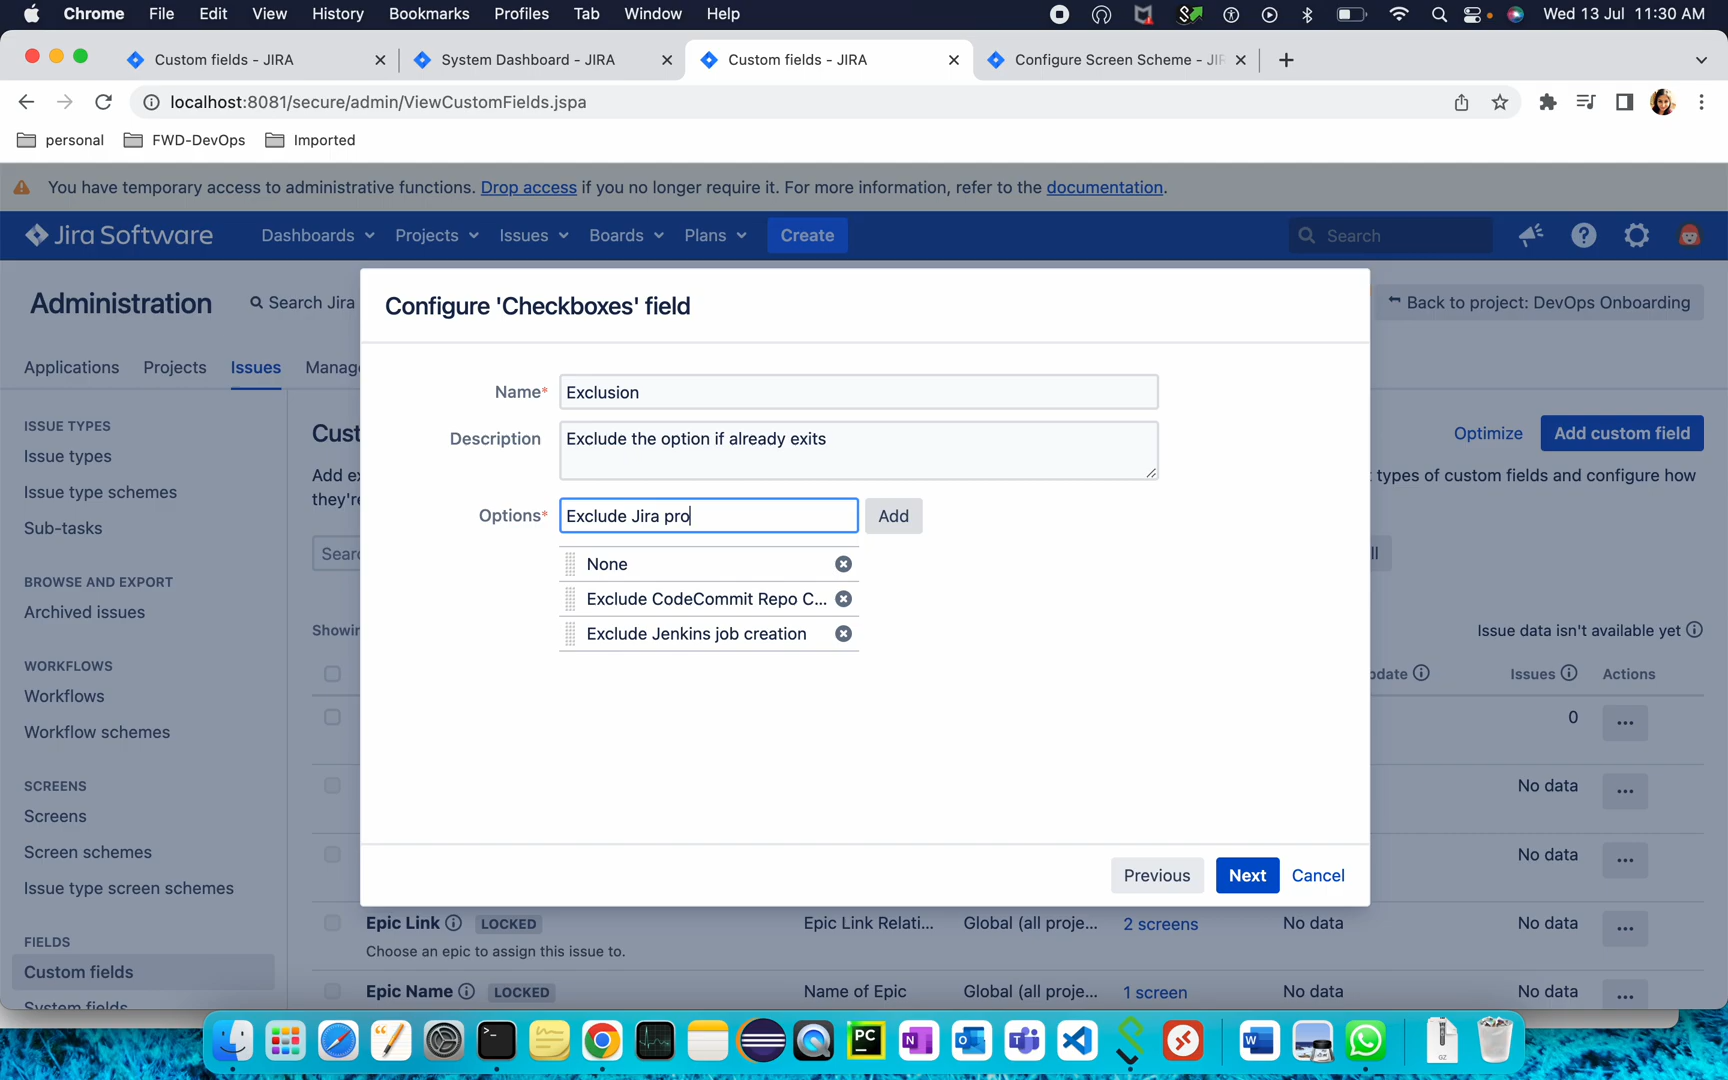 Chrome File Edit View History Bookmarks Profiles Tab Window Help Wed 13 Jul 11:30 AM
Custom fields - JIRA System Dashboard - JIRA Custom fields - JIRA Configure Screen Scheme - JIR
localhost:8081/secure/admin/ViewCustomFields.jspa
personal FWD-DevOps Imported
You have temporary access to administrative functions. Drop access if you no longer require it. For more information, refer to the documentation.
Jira Software Dashboards Projects Issues Boards Plans Create Search
Administration Search Jira Back to project: DevOps Onboarding
Configure 'Checkboxes' field
Applications Projects Issues Manag
Name* Exclusion
ISSUE TYPES
Issue types
Issue type schemes
Sub-tasks
Cust Optimize Add custom field
Description Exclude the option if already exits
Add ex types of custom fields and configure how
they're
Options* Exclude Jira pro Add
Sear ll
None
Exclude CodeCommit Repo C...
Exclude Jenkins job creation
BROWSE AND EXPORT
Archived issues
Showin Issue data isn't available yet
WORKFLOWS
Workflows
Workflow schemes
pdate Issues Actions
0
SCREENS
Screens
Screen schemes
Issue type screen schemes
No data
No data
Previous Next Cancel
Epic Link LOCKED Epic Link Relati... Global (all proje... 2 screens No data No data
Choose an epic to assign this issue to.
FIELDS
Custom fields
System fields
Epic Name LOCKED Name of Epic Global (all proje... 1 screen No data No data
PC
N
W